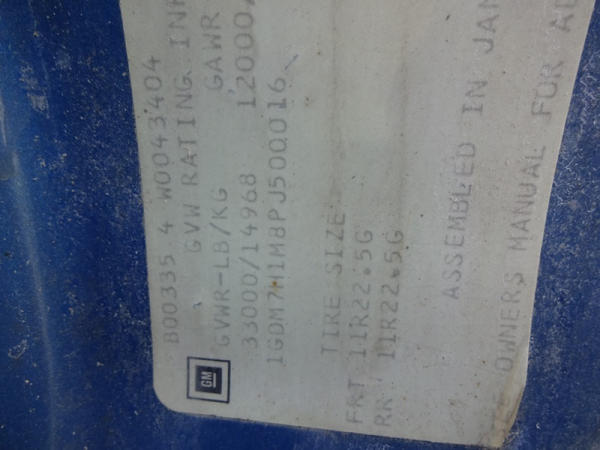 B00335 4 W0043404
GVW RATING
GVWR-LB/KG GAWR
33000/14968 12000/
1GDM7H1M8PJ500016
TIRE SIZE
FRT 11R22.5G
RR 11R22.5G
ASSEMBLED IN JAN
OWNERS MANUAL FOR
GM